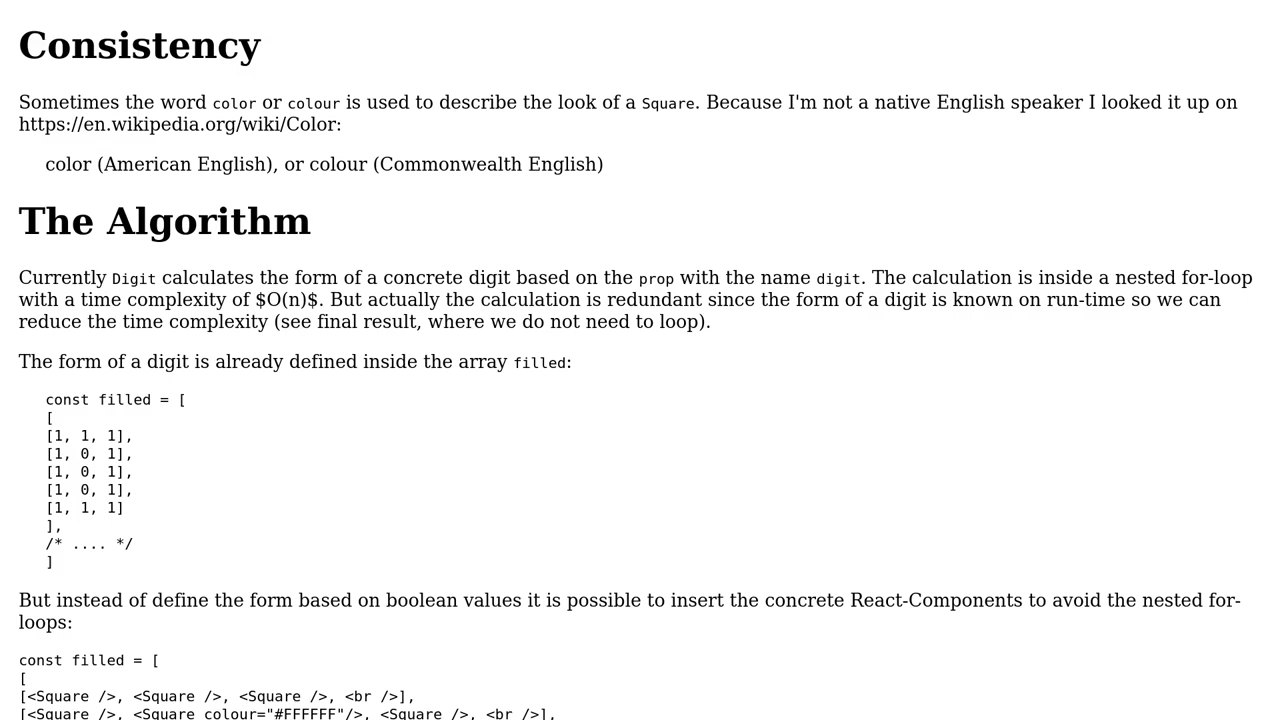 Consistency
Sometimes the word color or colour is used to describe the look of a Square. Because I'm not a native English speaker I looked it up on
https://en.wikipedia.org/wiki/Color:
color (American English), or colour (Commonwealth English)
The Algorithm
Currently Digit calculates the form of a concrete digit based on the prop with the name digit. The calculation is inside a nested for-loop
with a time complexity of $O(n)$. But actually the calculation is redundant since the form of a digit is known on run-time so we can
reduce the time complexity (see final result, where we do not need to loop).
The form of a digit is already defined inside the array filled:
const filled = [
[
[1, 1, 1],
[1, 0, 1],
[1, 0, 1],
[1, 0, 1],
[1, 1, 1]
],
/* .... */
]
But instead of define the form based on boolean values it is possible to insert the concrete React-Components to avoid the nested for-
loops:
const filled = [
[
[<Square />, <Square />, <Square />, <br />],
[<Square />, <Square colour="#FFFFFF"/>, <Square />, <br />],